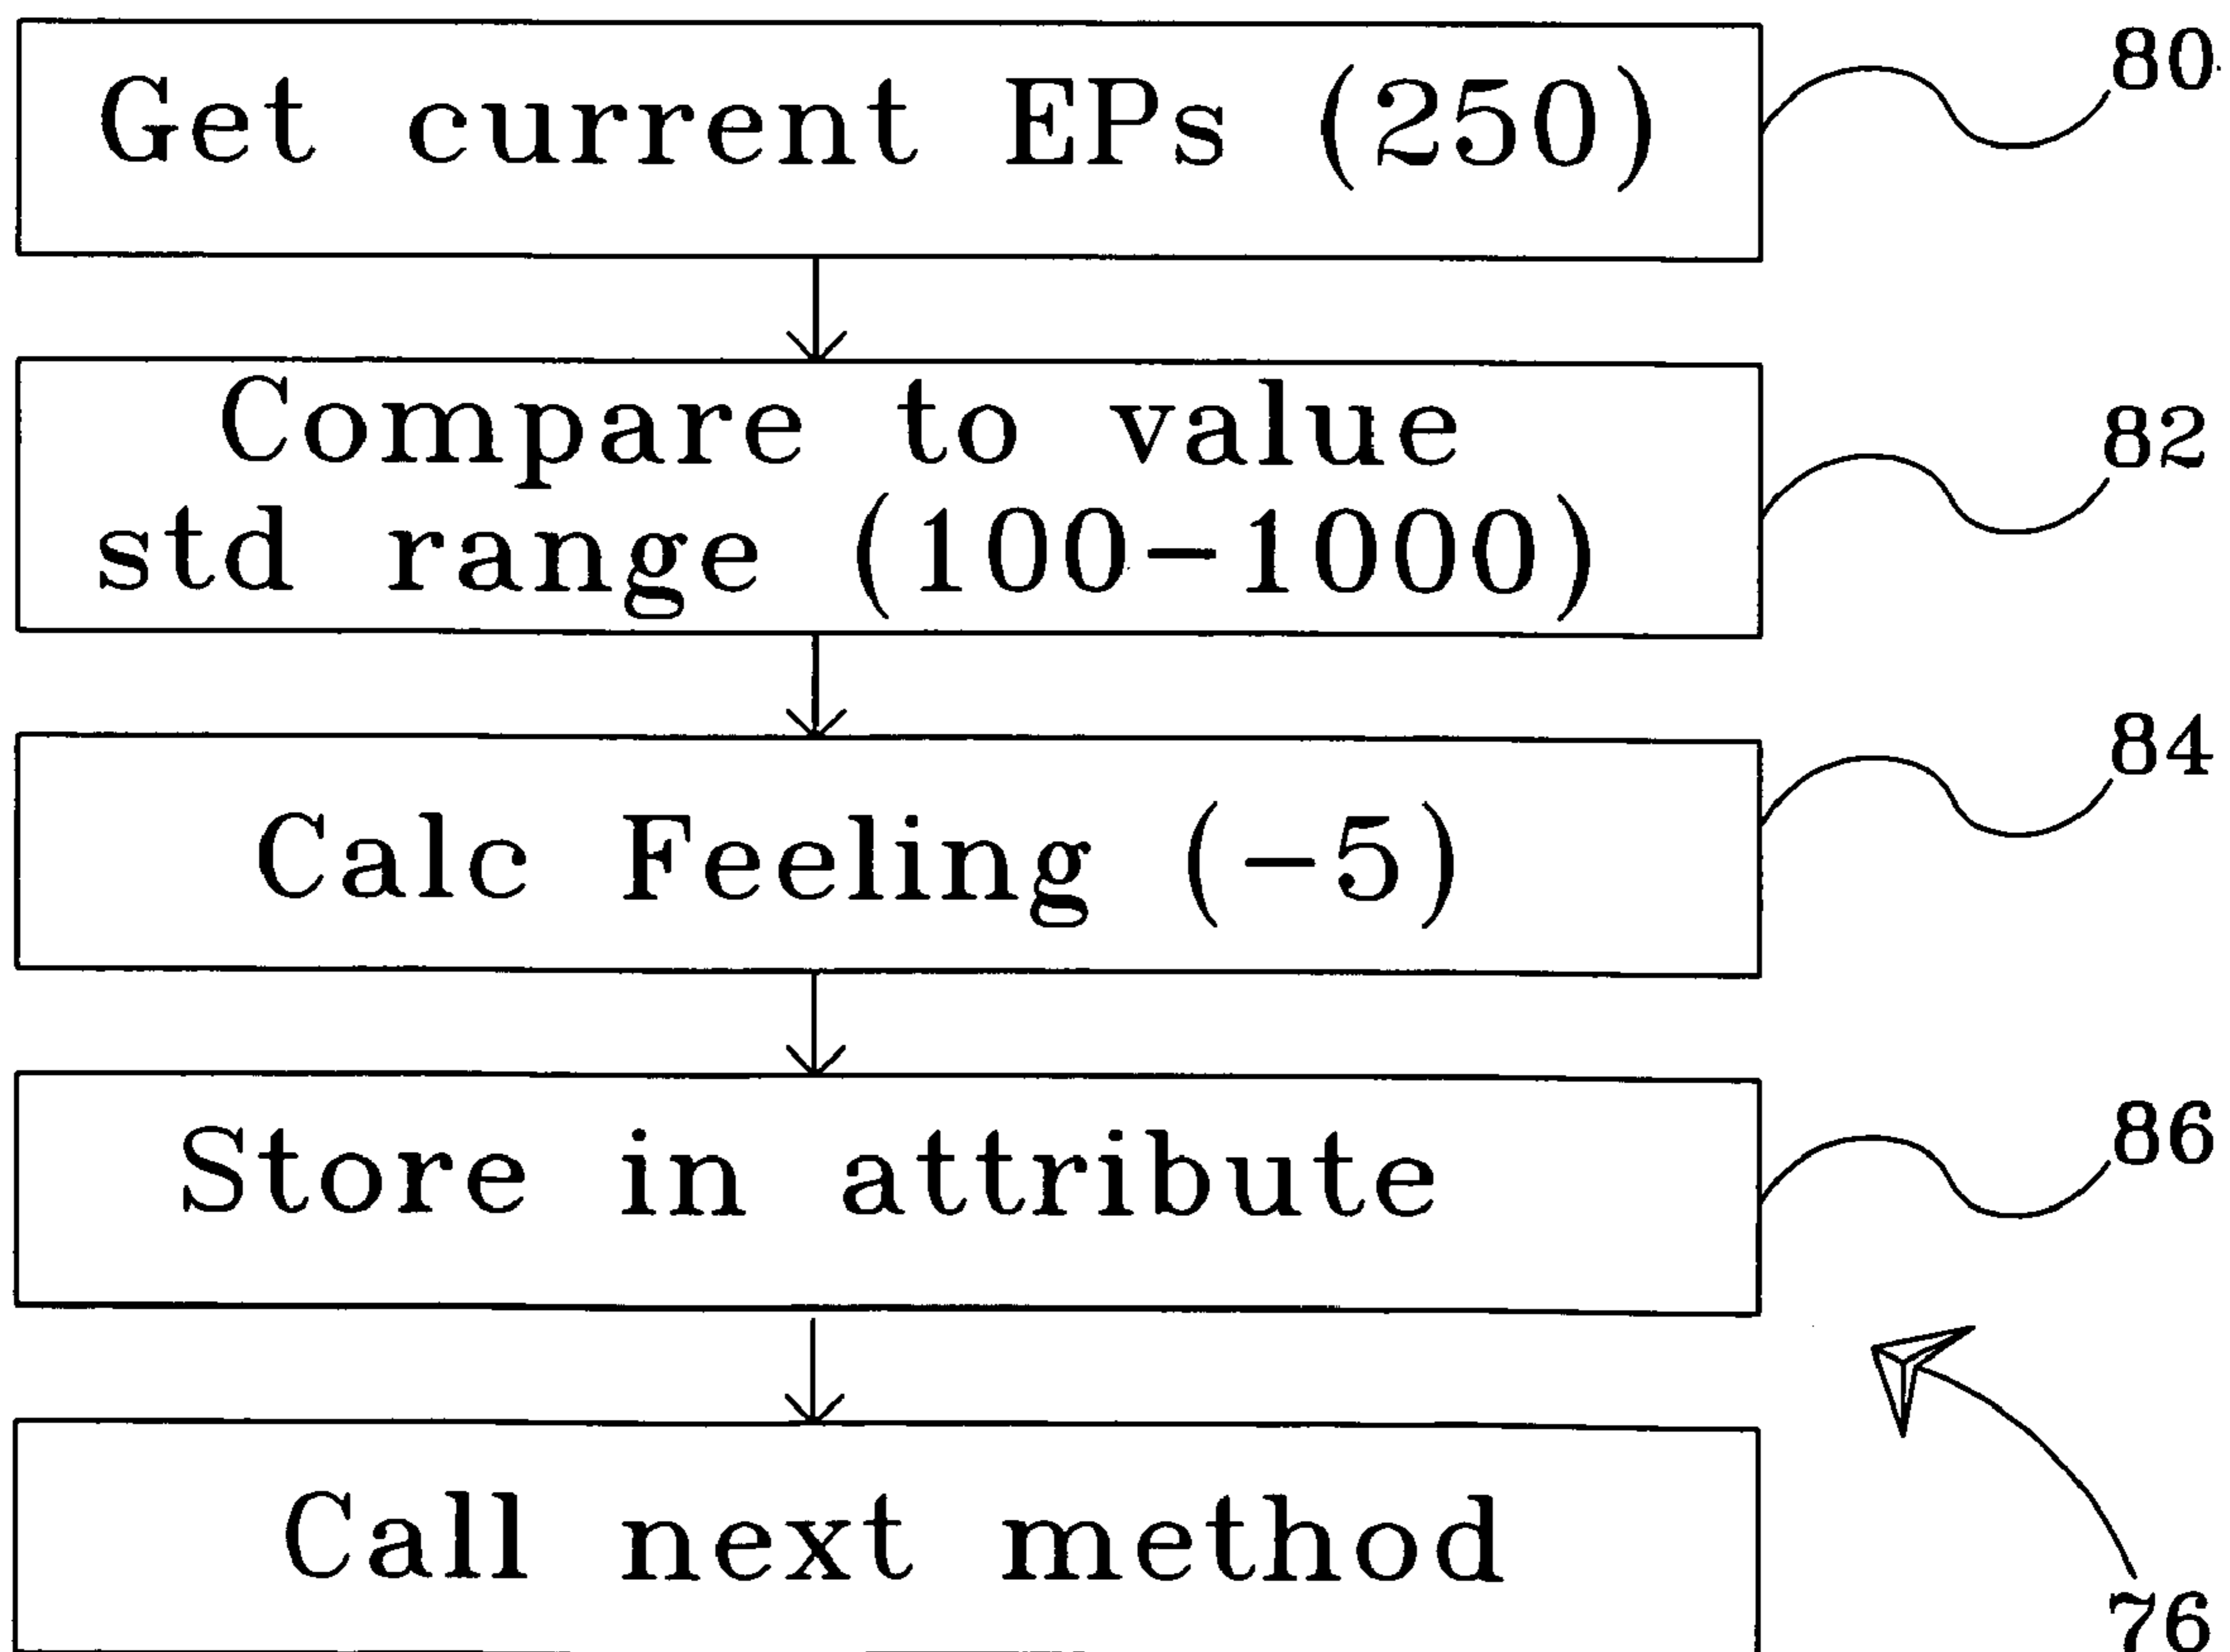 Get current EPs (250)
80
Compare to value
std range (100-1000)
82
Calc Feeling (-5)
84
Store in attribute
86
Call next method
76